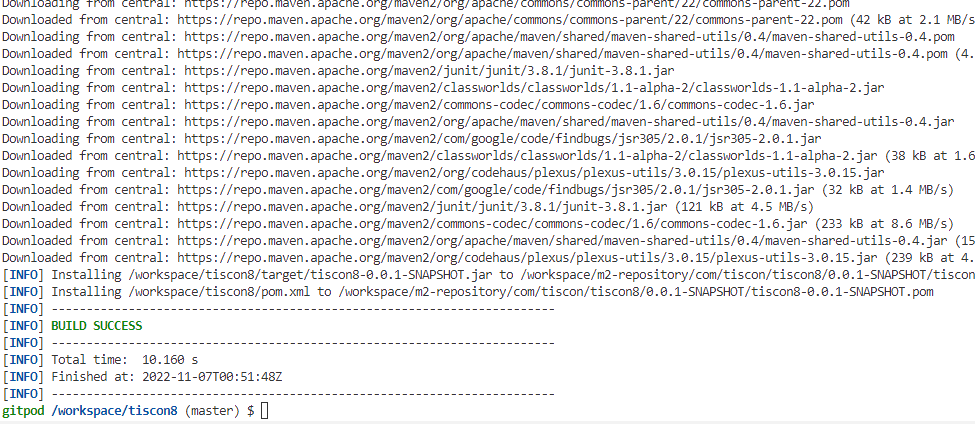 Downloading from central: https://repo.maven.apache.org/maven2/org/apache/commons/commons-parent/22/commons-parent-22.pom
Downloaded from central: https://repo.maven.apache.org/maven2/org/apache/commons/commons-parent/22/commons-parent-22.pom (42 kB at 2.1 MB/s
Downloading from central: https://repo.maven.apache.org/maven2/org/apache/maven/shared/maven-shared-utils/0.4/maven-shared-utils-0.4.pom
Downloaded from central: https://repo.maven.apache.org/maven2/org/apache/maven/shared/maven-shared-utils/0.4/maven-shared-utils-0.4.pom (4.
Downloading from central: https://repo.maven.apache.org/maven2/junit/junit/3.8.1/junit-3.8.1.jar
Downloading from central: https://repo.maven.apache.org/maven2/classworlds/classworlds/1.1-alpha-2/classworlds-1.1-alpha-2.jar
Downloading from central: https://repo.maven.apache.org/maven2/commons-codec/commons-codec/1.6/commons-codec-1.6.jar
Downloading from central: https://repo.maven.apache.org/maven2/org/apache/maven/shared/maven-shared-utils/0.4/maven-shared-utils-0.4.jar
Downloading from central: https://repo.maven.apache.org/maven2/com/google/code/findbugs/jsr305/2.0.1/jsr305-2.0.1.jar
Downloaded from central: https://repo.maven.apache.org/maven2/classworlds/classworlds/1.1-alpha-2/classworlds-1.1-alpha-2.jar (38 kB at 1.6
Downloading from central: https://repo.maven.apache.org/maven2/org/codehaus/plexus/plexus-utils/3.0.15/plexus-utils-3.0.15.jar
Downloaded from central: https://repo.maven.apache.org/maven2/com/google/code/findbugs/jsr305/2.0.1/jsr305-2.0.1.jar (32 kB at 1.4 MB/s)
Downloaded from central: https://repo.maven.apache.org/maven2/junit/junit/3.8.1/junit-3.8.1.jar (121 kB at 4.5 MB/s)
Downloaded from central: https://repo.maven.apache.org/maven2/commons-codec/commons-codec/1.6/commons-codec-1.6.jar (233 kB at 8.6 MB/s)
Downloaded from central: https://repo.maven.apache.org/maven2/org/apache/maven/shared/maven-shared-utils/0.4/maven-shared-utils-0.4.jar (15
Downloaded from central: https://repo.maven.apache.org/maven2/org/codehaus/plexus/plexus-utils/3.0.15/plexus-utils-3.0.15.jar (239 kB at 4.
[INFO] Installing /workspace/tiscon8/target/tiscon8-0.0.1-SNAPSHOT.jar to /workspace/m2-repository/com/tiscon/tiscon8/0.0.1-SNAPSHOT/tiscon
[INFO] Installing /workspace/tiscon8/pom.xml to /workspace/m2-repository/com/tiscon/tiscon8/0.0.1-SNAPSHOT/tiscon8-0.0.1-SNAPSHOT.pom
[INFO] ------------------------------------------------------------------------
[INFO] BUILD SUCCESS
[INFO] ------------------------------------------------------------------------
[INFO] Total time:  10.160 s
[INFO] Finished at: 2022-11-07T00:51:48Z
[INFO] ------------------------------------------------------------------------
gitpod /workspace/tiscon8 (master) $